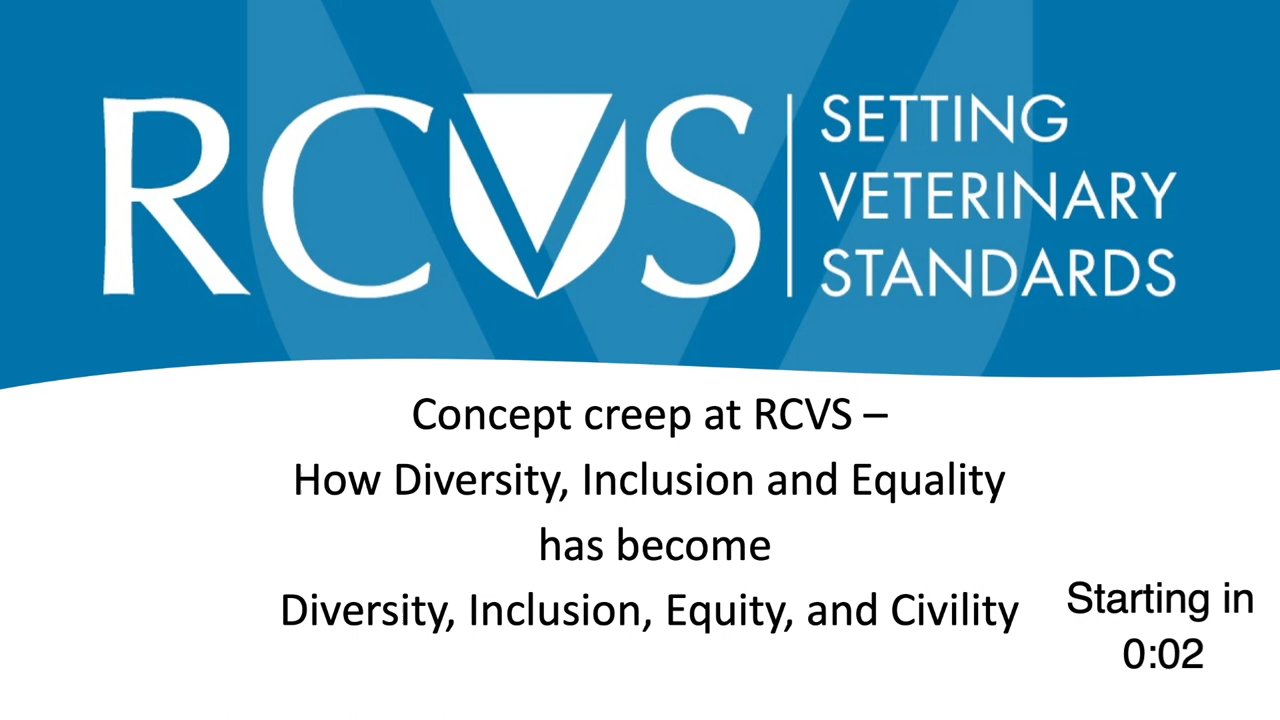 RCVS
SETTING
VETERINARY
STANDARDS
Concept creep at RCVS –
How Diversity, Inclusion and Equality
has become
Diversity, Inclusion, Equity, and Civility
Starting in
0:02